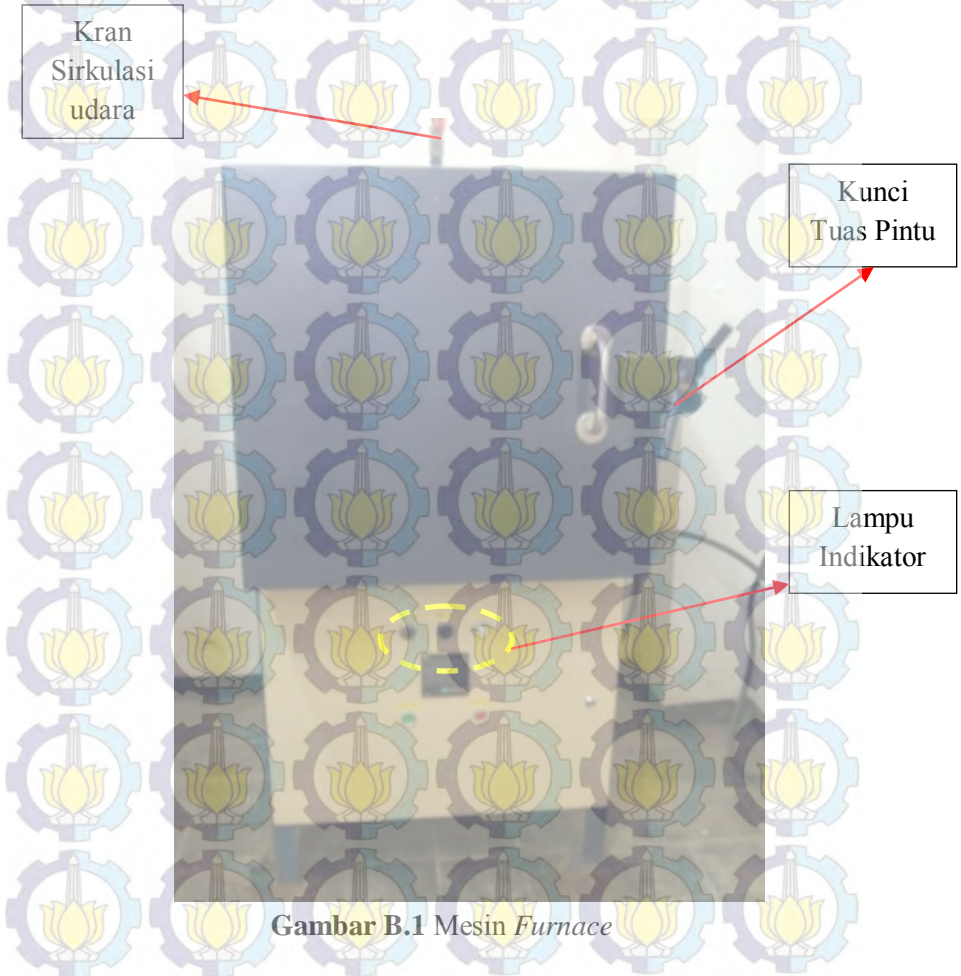 Kran
Sirkulasi
udara
Kunci
Tuas Pintu
Lampu
Indikator
Gambar B.1 Mesin Furnace